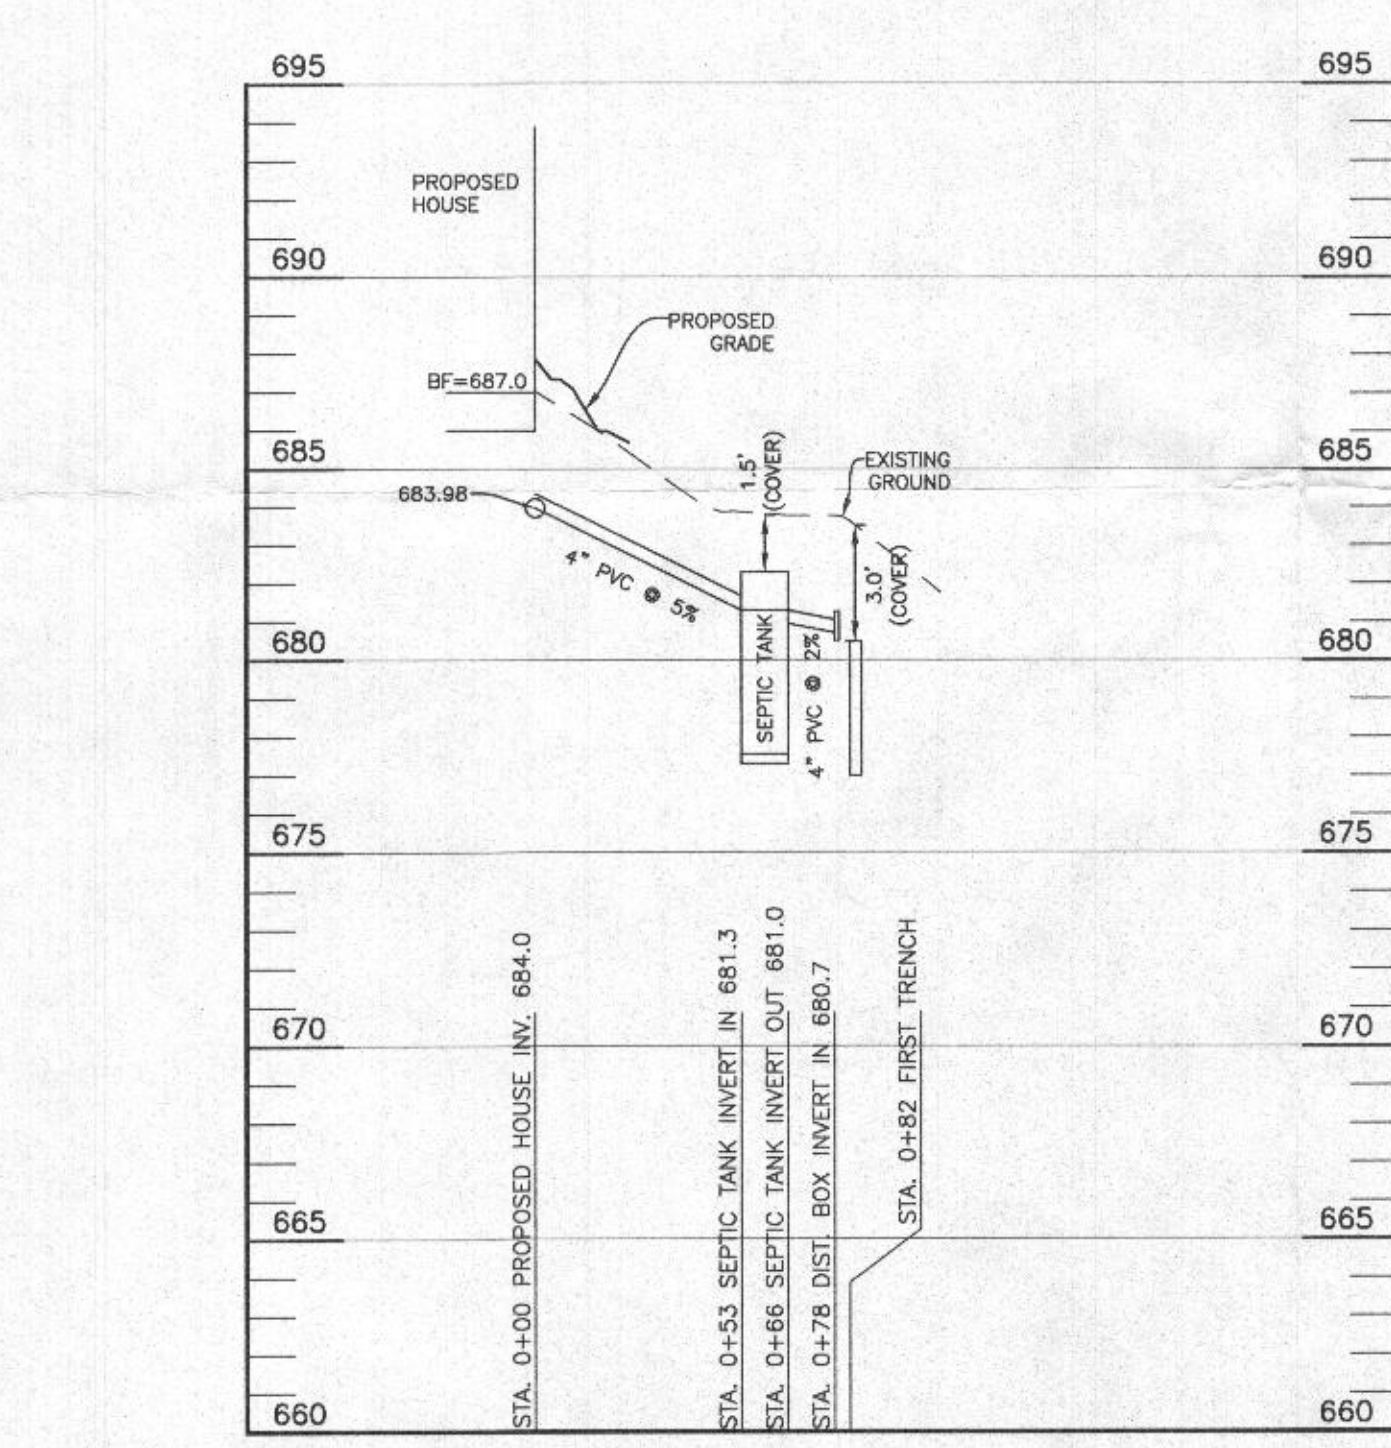 695
695
PROPOSED
HOUSE
690
690
PROPOSED
GRADE
BF=687.0
685
685
1.5'
(COVER)
EXISTING
GROUND
683.98
4" PVC @ 5%
3.0'
(COVER)
680
680
SEPTIC TANK
4" PVC @ 2%
675
675
670
670
STA. 0+00 PROPOSED HOUSE INV. 684.0
STA. 0+53 SEPTIC TANK INVERT IN 681.3
STA. 0+66 SEPTIC TANK INVERT OUT 681.0
STA. 0+78 DIST. BOX INVERT IN 680.7
STA. 0+82 FIRST TRENCH
665
665
660
660